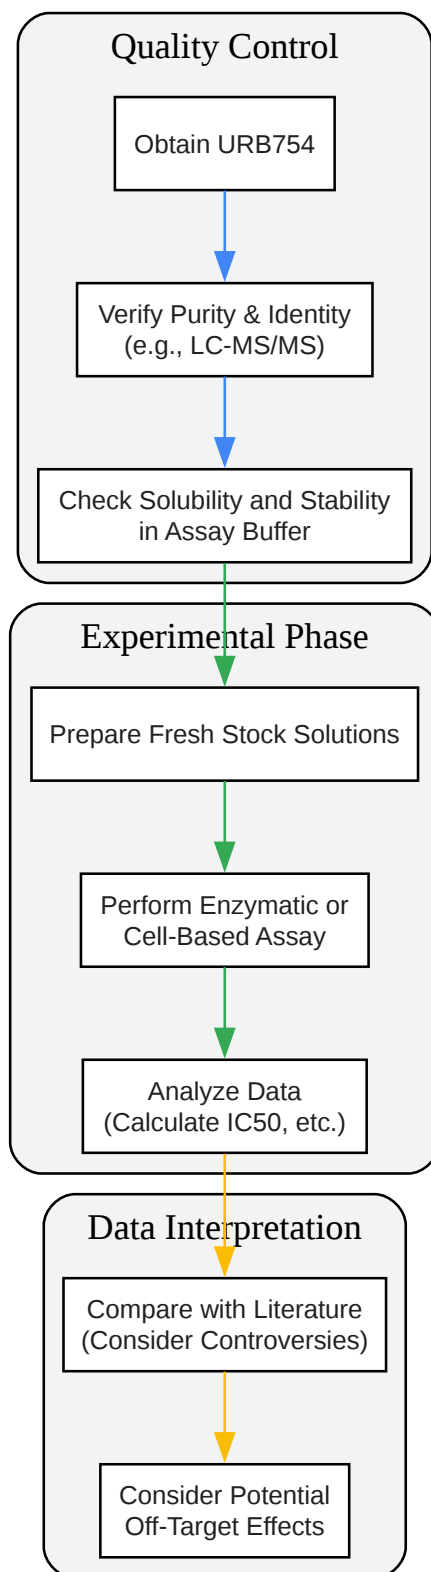 Quality Control
Obtain URB754
Verify Purity & Identity
(e.g., LC-MS/MS)
Check Solubility and Stability
in Assay Buffer
Experimental Phase
Prepare Fresh Stock Solutions
Perform Enzymatic or
Cell-Based Assay
Analyze Data
(Calculate IC50, etc.)
Data Interpretation
Compare with Literature
(Consider Controversies)
Consider Potential
Off-Target Effects